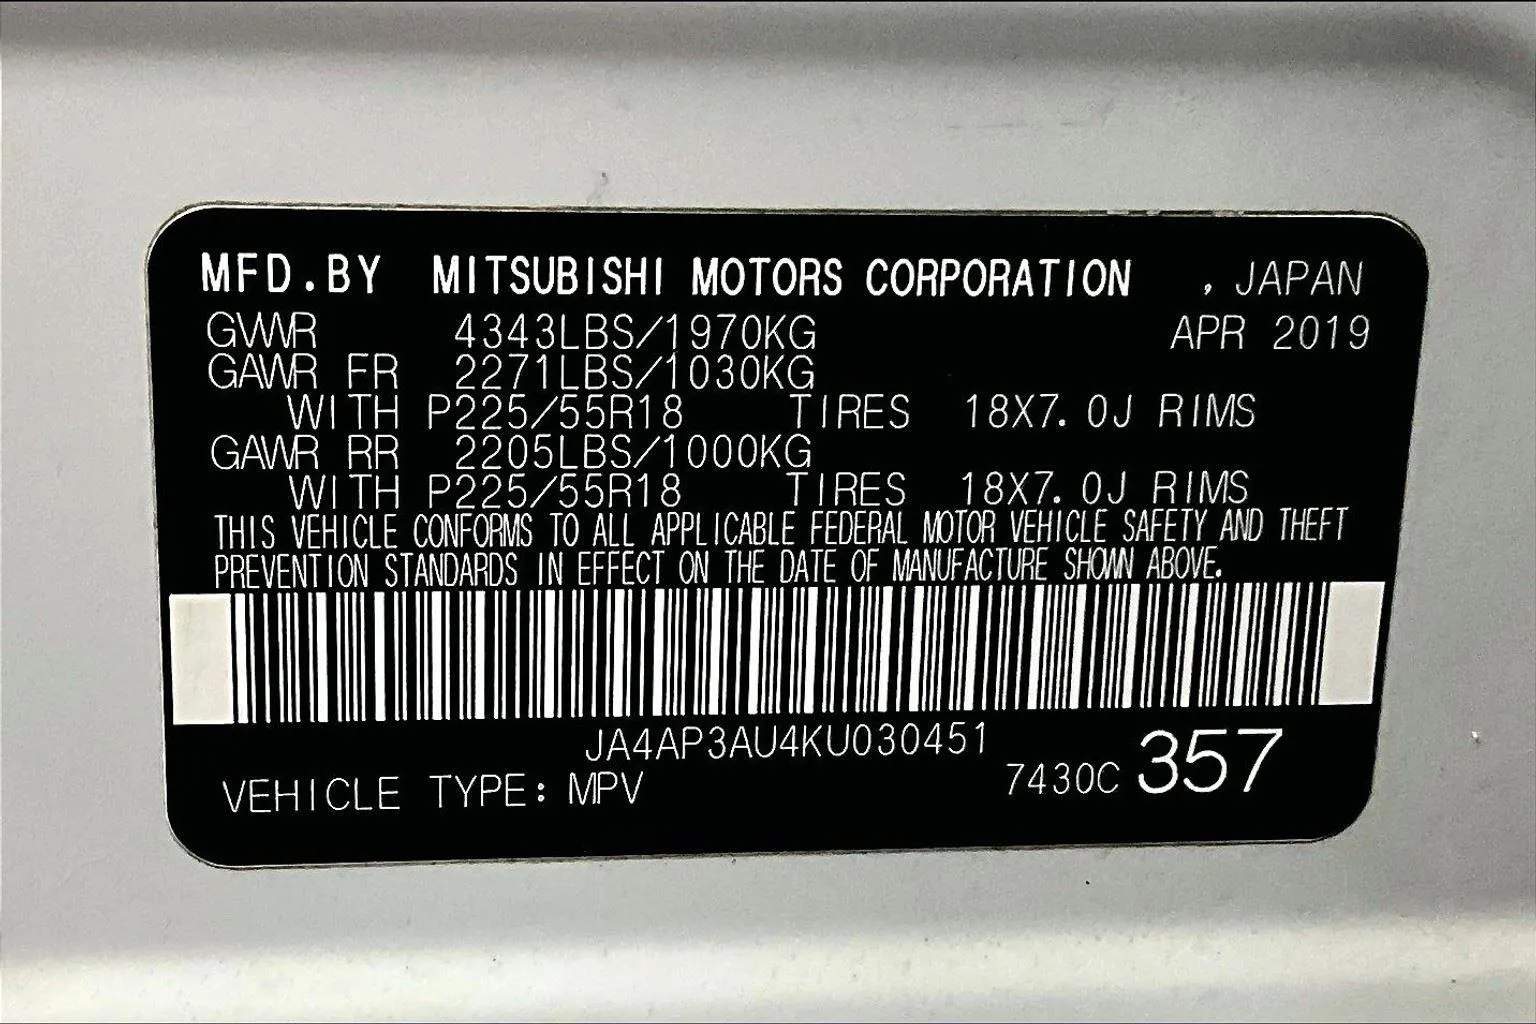 MFD.BY MITSUBISHI MOTORS CORPORATION , JAPAN
GVWR 4343LBS/1970KG APR 2019
GAWR FR 2271LBS/1030KG
WITH P225/55R18 TIRES 18X7.0J RIMS
GAWR RR 2205LBS/1000KG
WITH P225/55R18 TIRES 18X7.0J RIMS
THIS VEHICLE CONFORMS TO ALL APPLICABLE FEDERAL MOTOR VEHICLE SAFETY AND THEFT
PREVENTION STANDARDS IN EFFECT ON THE DATE OF MANUFACTURE SHOWN ABOVE.
JA4AP3AU4KU030451
VEHICLE TYPE: MPV 7430C 357